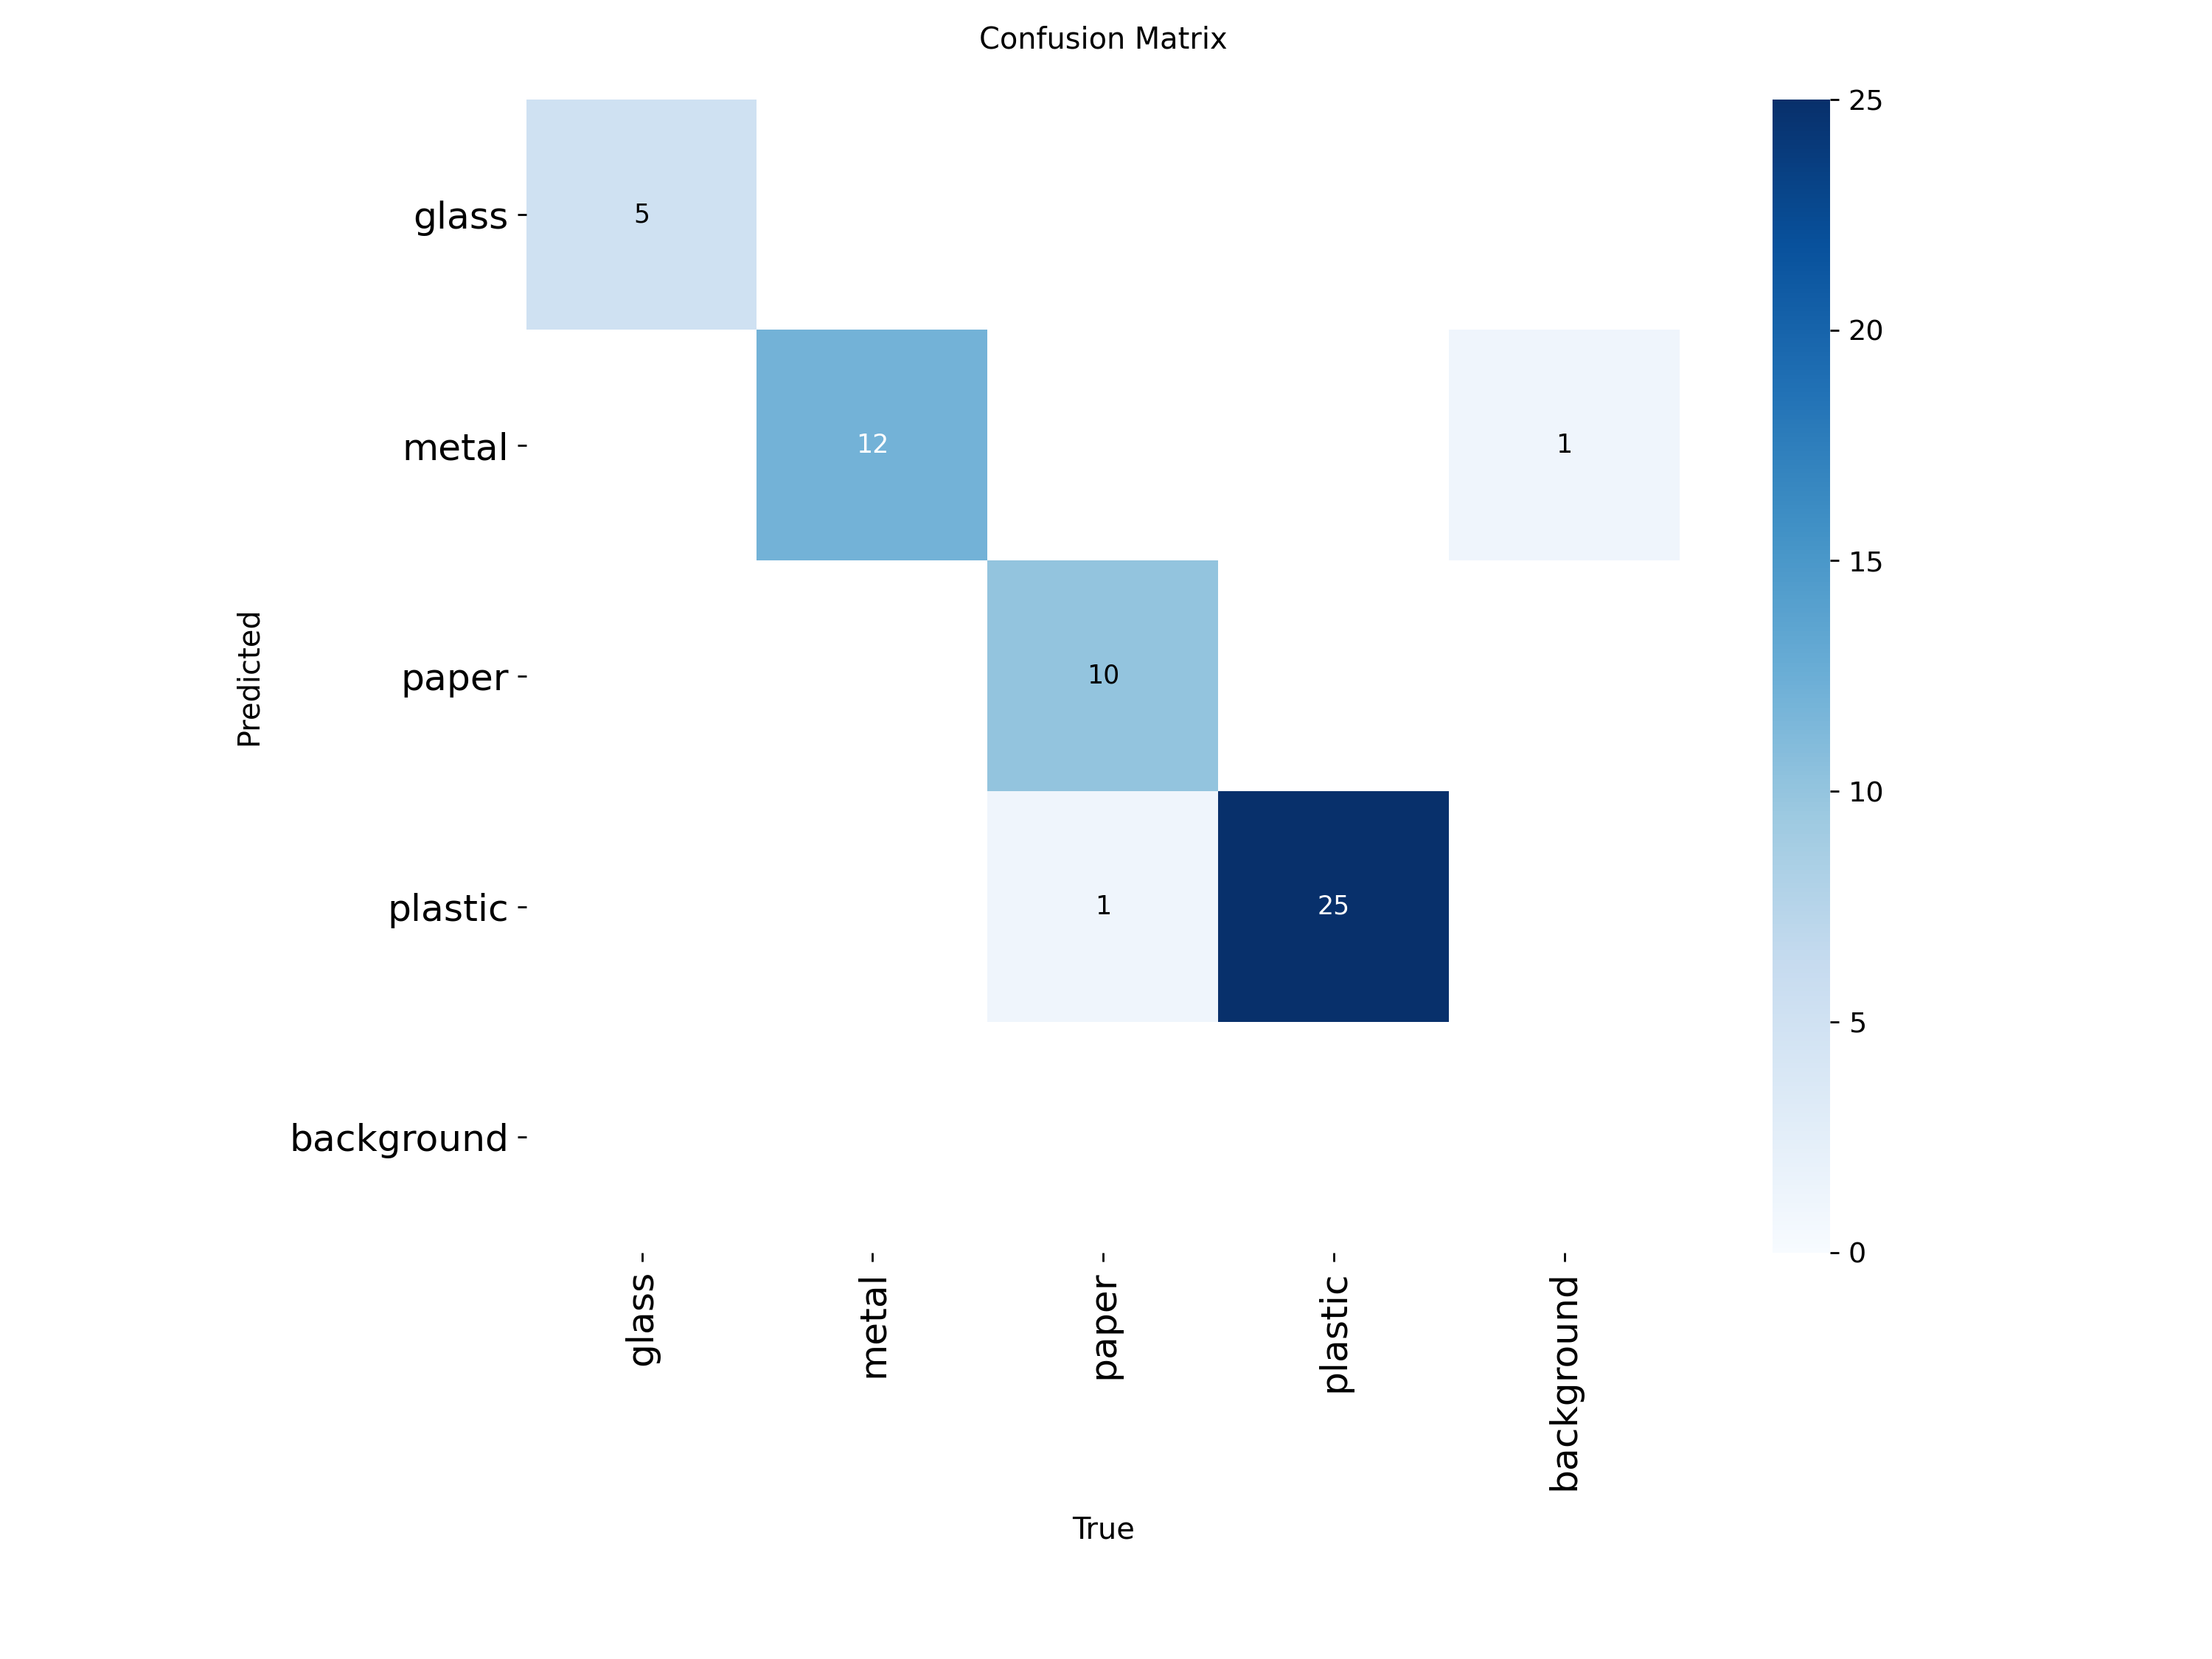 Confusion Matrix
glass
5
metal
12
1
paper
10
plastic
1
25
background
Predicted
glass
metal
paper
plastic
background
True
25
20
15
10
5
0